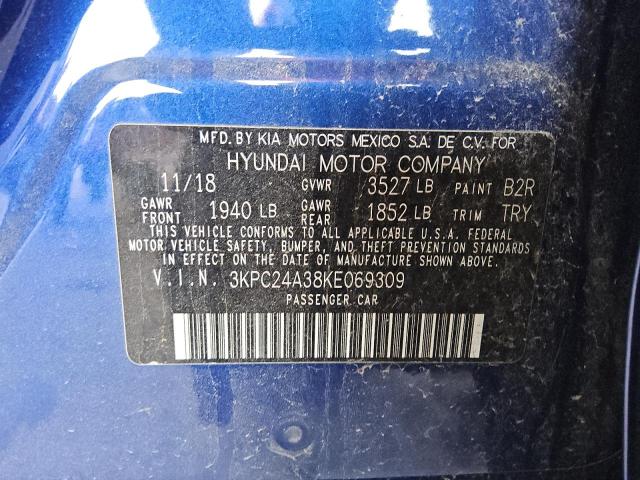 MFD. BY KIA MOTORS MEXICO S.A. DE C.V. FOR
HYUNDAI MOTOR COMPANY
11/18 GVWR 3527 LB PAINT B2R
GAWR FRONT 1940 LB GAWR REAR 1852 LB TRIM TRY
THIS VEHICLE CONFORMS TO ALL APPLICABLE U.S.A. FEDERAL
MOTOR VEHICLE SAFETY, BUMPER, AND THEFT PREVENTION STANDARDS
IN EFFECT ON THE DATE OF MANUFACTURE SHOWN ABOVE.
V.I.N. 3KPC24A38KE069309
PASSENGER CAR